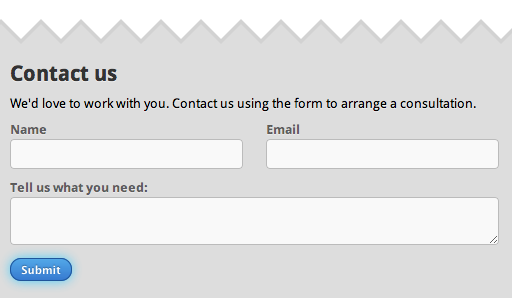 Contact us
We'd love to work with you. Contact us using the form to arrange a consultation.
Name Email
Tell us what you need:
Submit